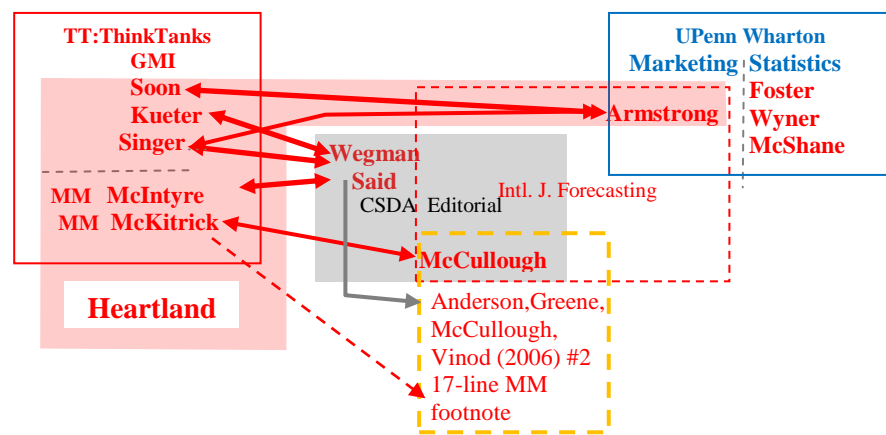 TT:ThinkTanks
GMI
Soon
Kueter
Singer
MM McIntyre
MM McKitrick
Heartland
UPenn Wharton
Marketing Statistics
Foster
Wyner
McShane
Armstrong
Wegman
Said
CSDA Editorial
Intl. J. Forecasting
McCullough
Anderson,Greene,
McCullough,
Vinod (2006) #2
17-line MM
footnote